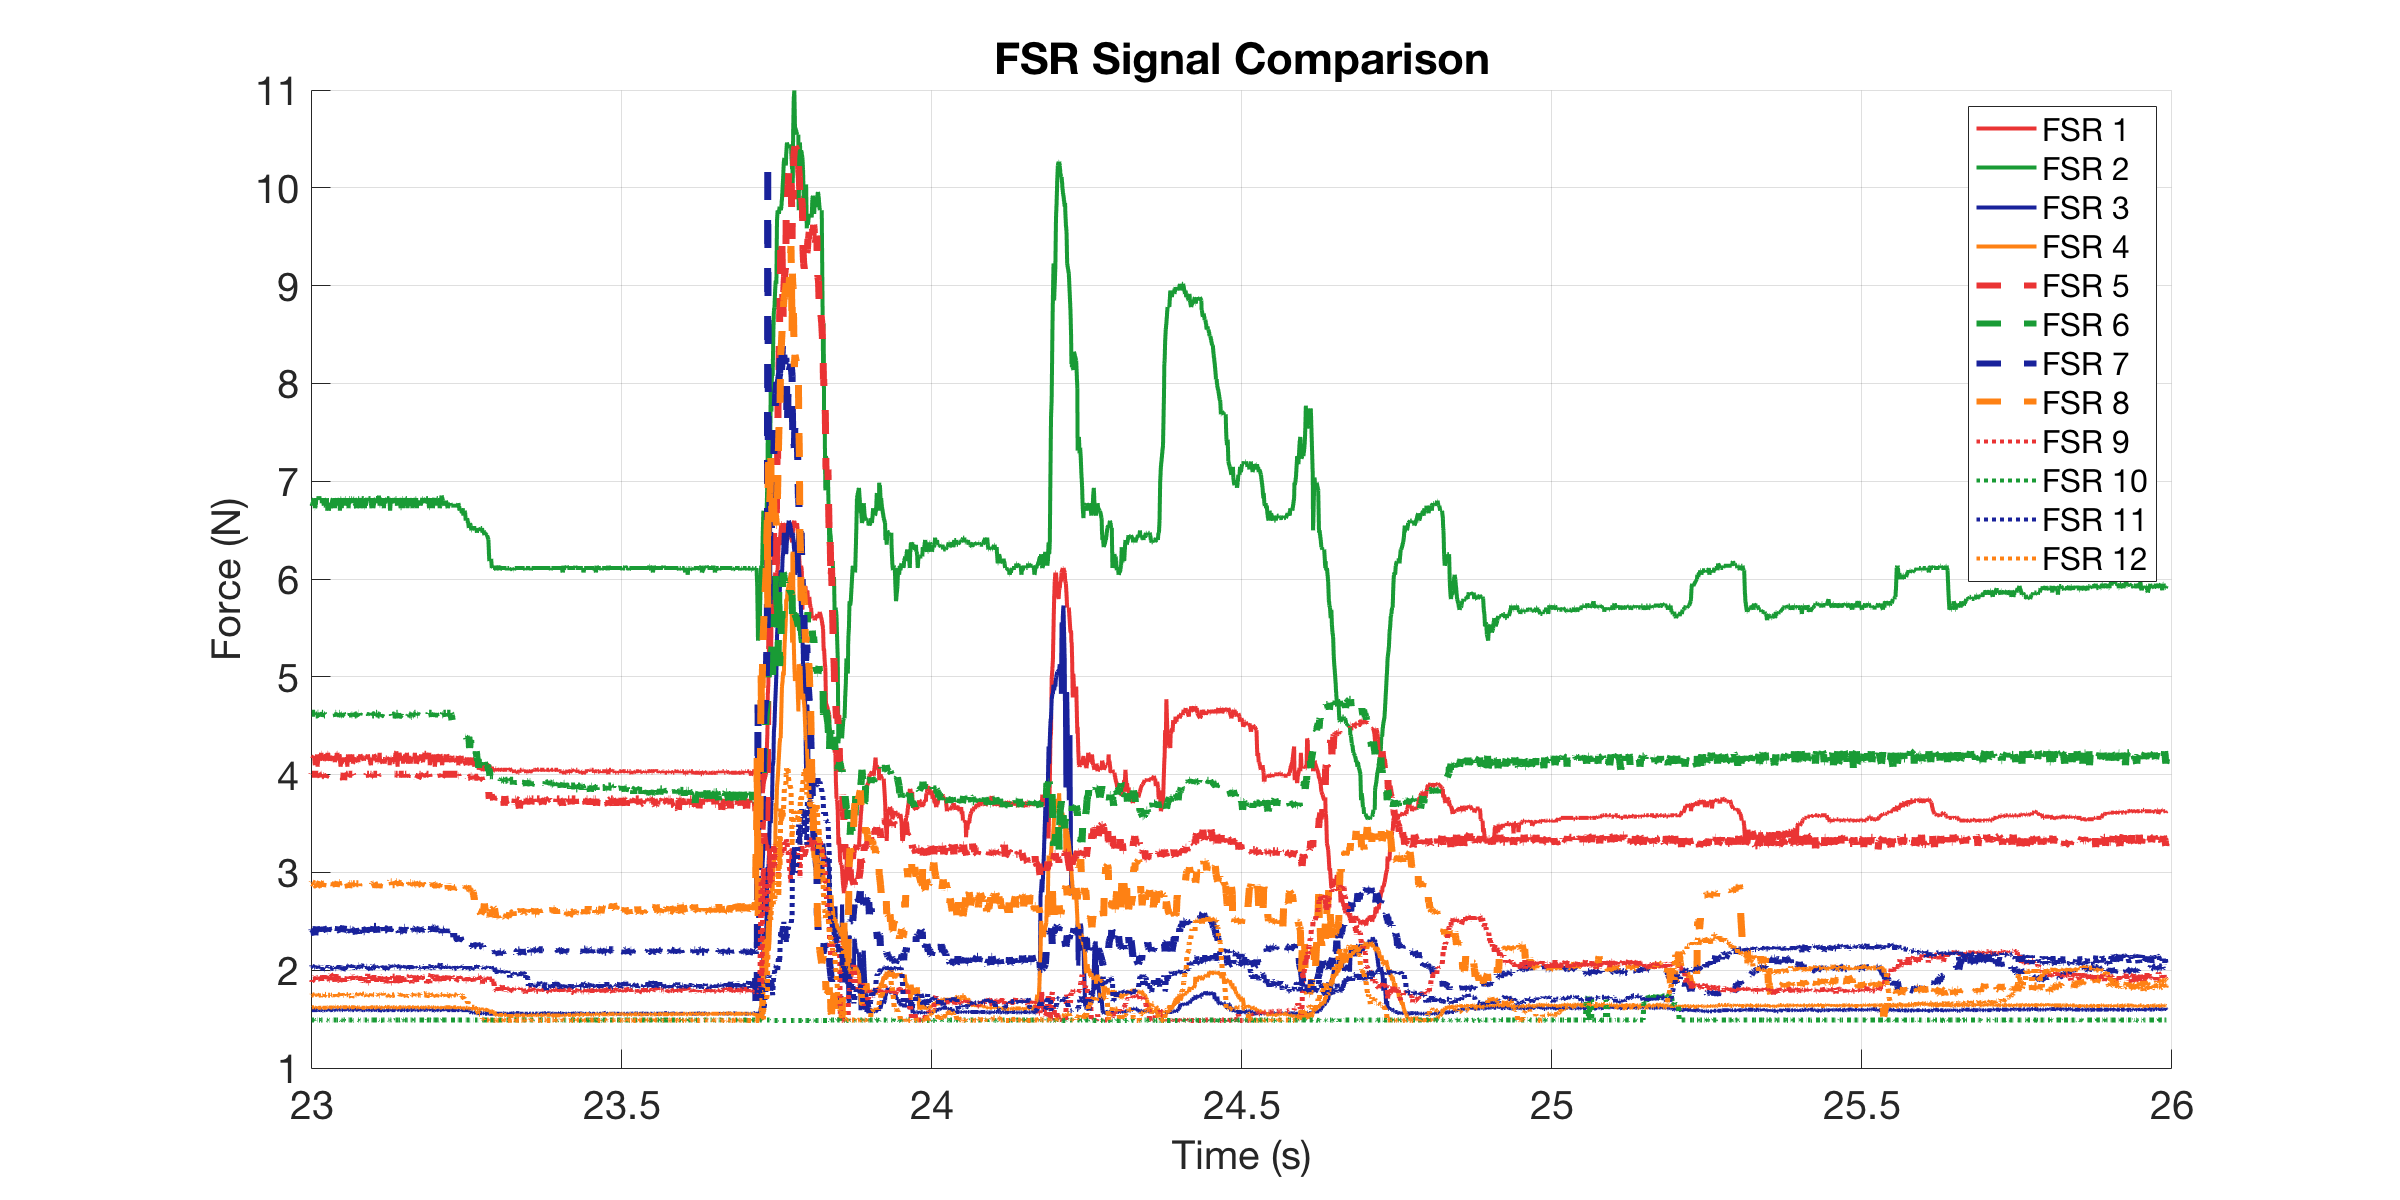 FSR Signal Comparison
11
10
9
8
7
6
5
4
3
2
1
Force (N)
FSR 1
FSR 2
FSR 3
FSR 4
FSR 5
FSR 6
FSR 7
FSR 8
FSR 9
FSR 10
FSR 11
FSR 12
23 23.5 24 24.5 25 25.5 26
Time (s)